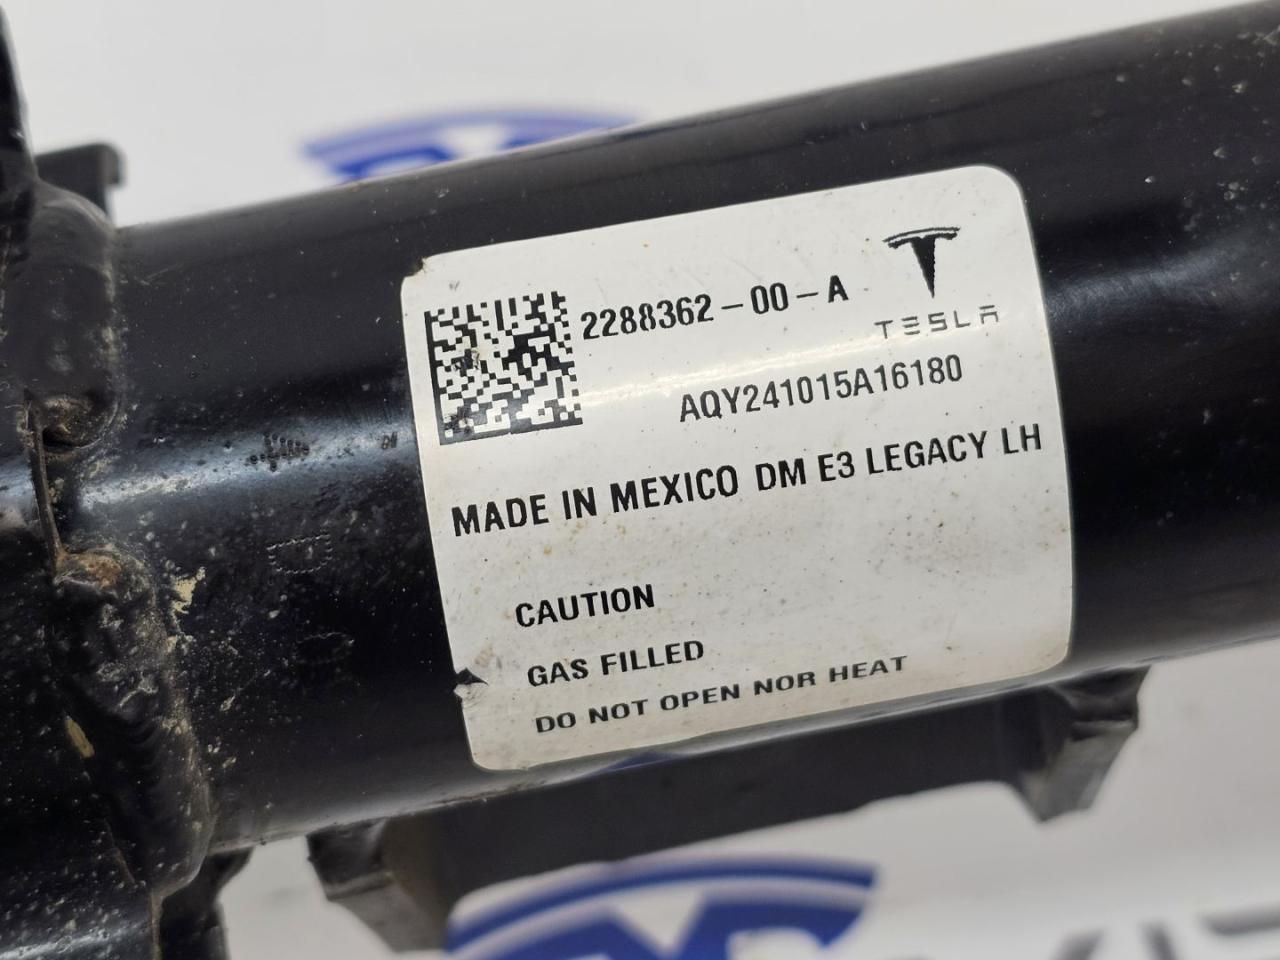 2288362-00-A
TESLA
AQY241015A16180
MADE IN MEXICO DM E3 LEGACY LH
CAUTION
GAS FILLED
DO NOT OPEN NOR HEAT